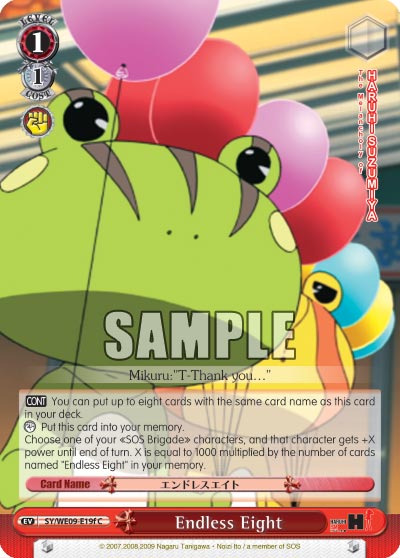 LEVEL
1
1
COST
The Melancholy of
HARUHI SUZUMIYA
SAMPLE
Mikuru:"T-Thank you…"
CONT You can put up to eight cards with the same card name as this card
in your deck.
Put this card into your memory.
Choose one of your «SOS Brigade» characters, and that character gets +X
power until end of turn. X is equal to 1000 multiplied by the number of cards
named "Endless Eight" in your memory.
Card Name エンドレスエイト
EV SY/WE09-E19f C
Endless Eight
HARUHI
H
© 2007,2008,2009 Nagaru Tanigawa • Noizi Ito / a member of SOS